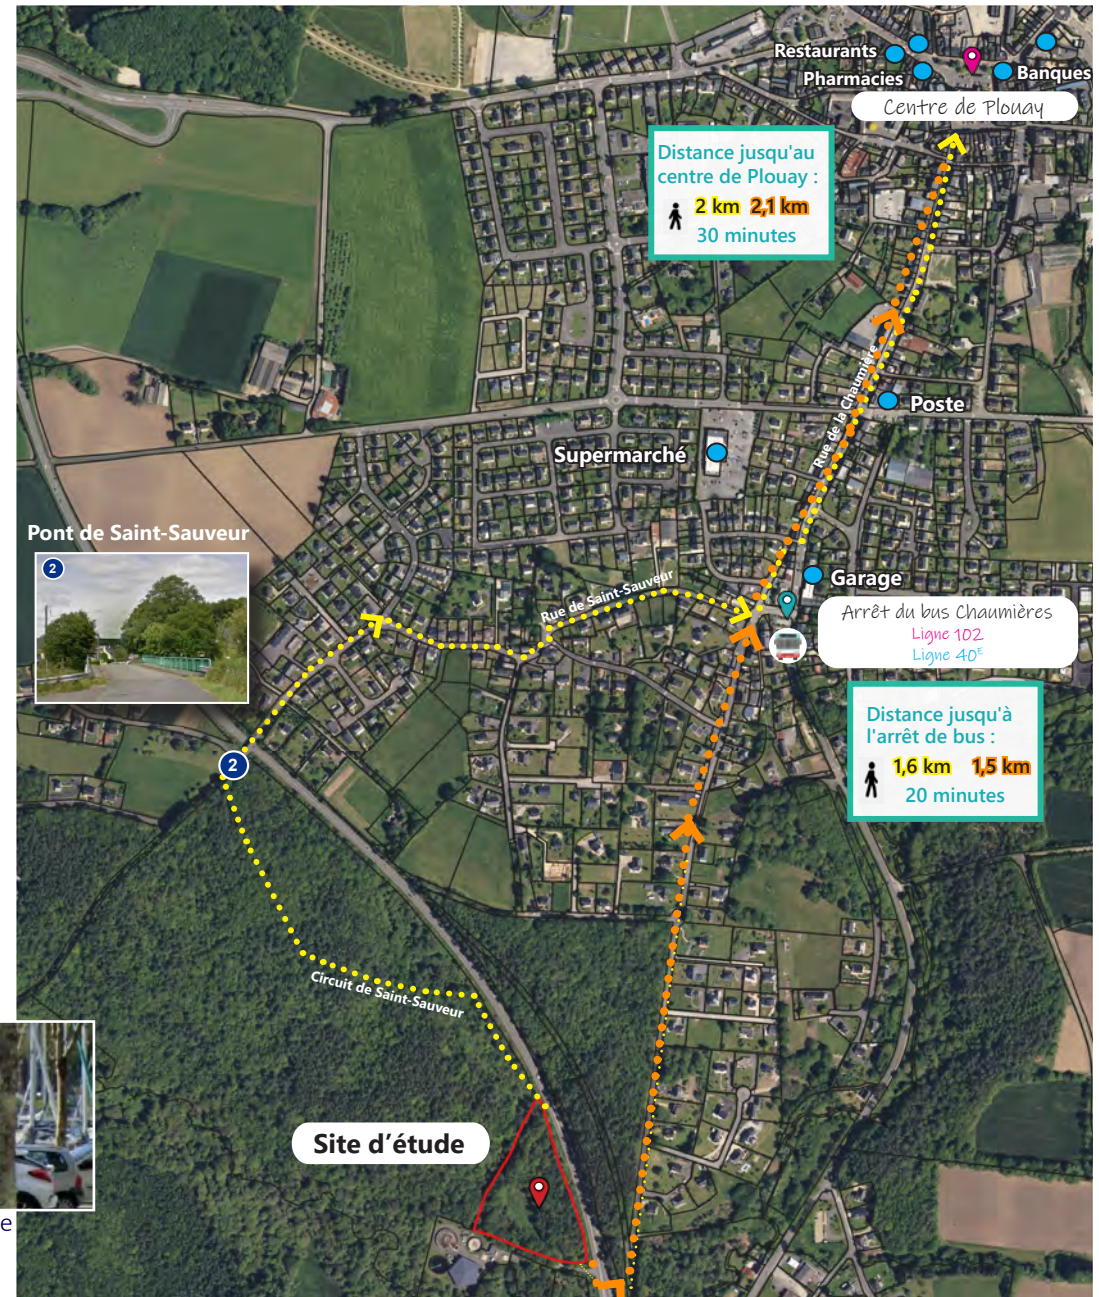 Restaurants
Pharmacies
Banques
Centre de Plouay
Distance jusqu'au
centre de Plouay :
2 km 2,1 km
30 minutes
Rue de la Chaumière
Poste
Supermarché
Pont de Saint-Sauveur
2
Garage
Rue de Saint-Sauveur
Arrêt du bus Chaumières
Ligne 102
Ligne 40E
Distance jusqu'à
l'arrêt de bus :
1,6 km 1,5 km
20 minutes
2
Circuit de Saint-Sauveur
Site d'étude
e